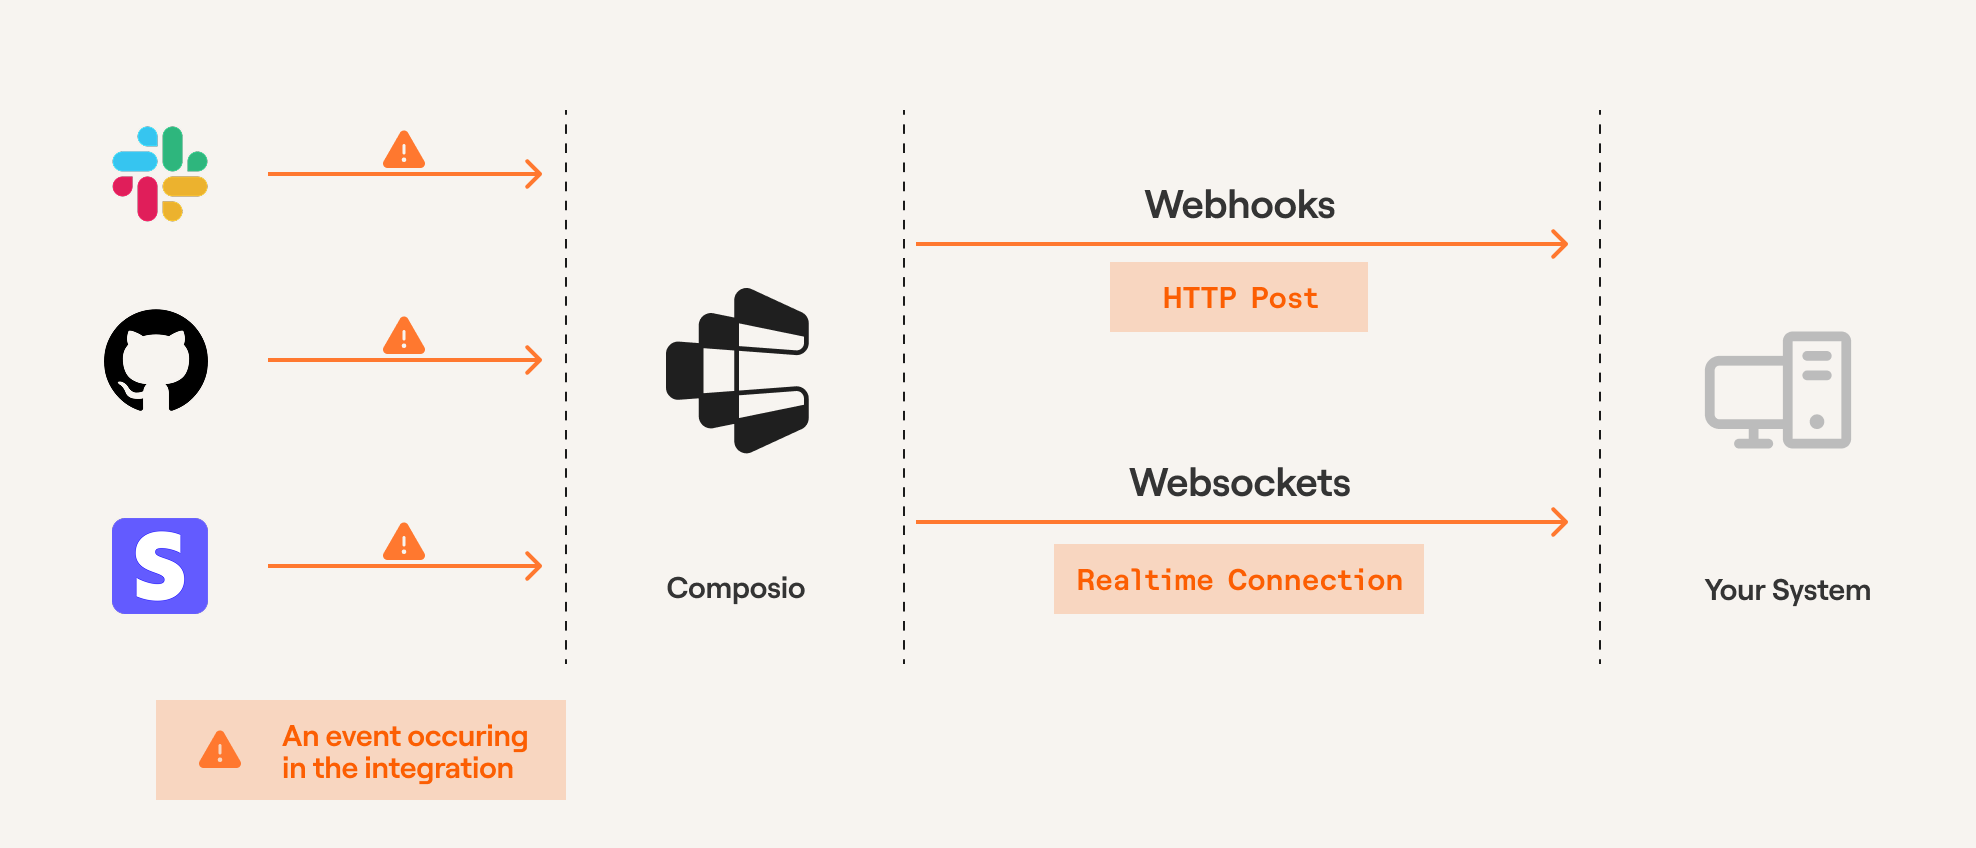 Webhooks
HTTP Post
Websockets
Realtime Connection
S
Composio
Your System
An event occuring
in the integration